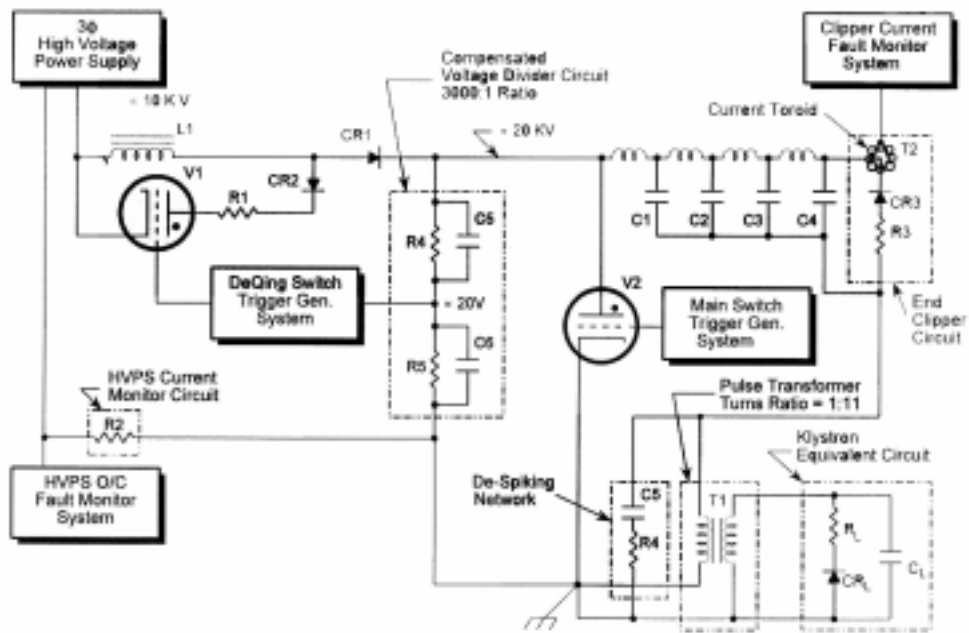 3Φ
High Voltage
Power Supply
Clipper Current
Fault Monitor
System
Compensated
Voltage Divider Circuit
3000:1 Ratio
≈ 10 K V
L1
CR1
≈ 20 KV
Current Toroid
T2
V1
CR2
R1
C5
R4
C1
C2
C3
C4
CR3
R3
DeQing Switch
Trigger Gen.
System
≈ 20V
V2
Main Switch
Trigger Gen.
System
End
Clipper
Circuit
C6
R5
HVPS Current
Monitor Circuit
R2
Pulse Transformer
Turns Ratio = 1:11
Klystron
Equivalent Circuit
HVPS O/C
Fault Monitor
System
De-Spiking
Network
C5
R4
T1
RL
CRL
CL